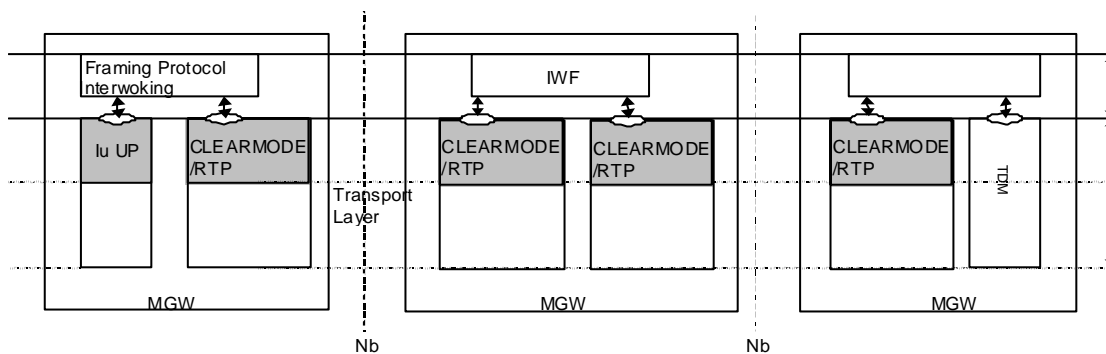 Framing Protocol
Interwoking
IWF
Iu UP
CLEARMODE
/RTP
CLEARMODE
/RTP
CLEARMODE
/RTP
CLEARMODE
/RTP
TDM
Transport
Layer
MGW
MGW
MGW
Nb
Nb